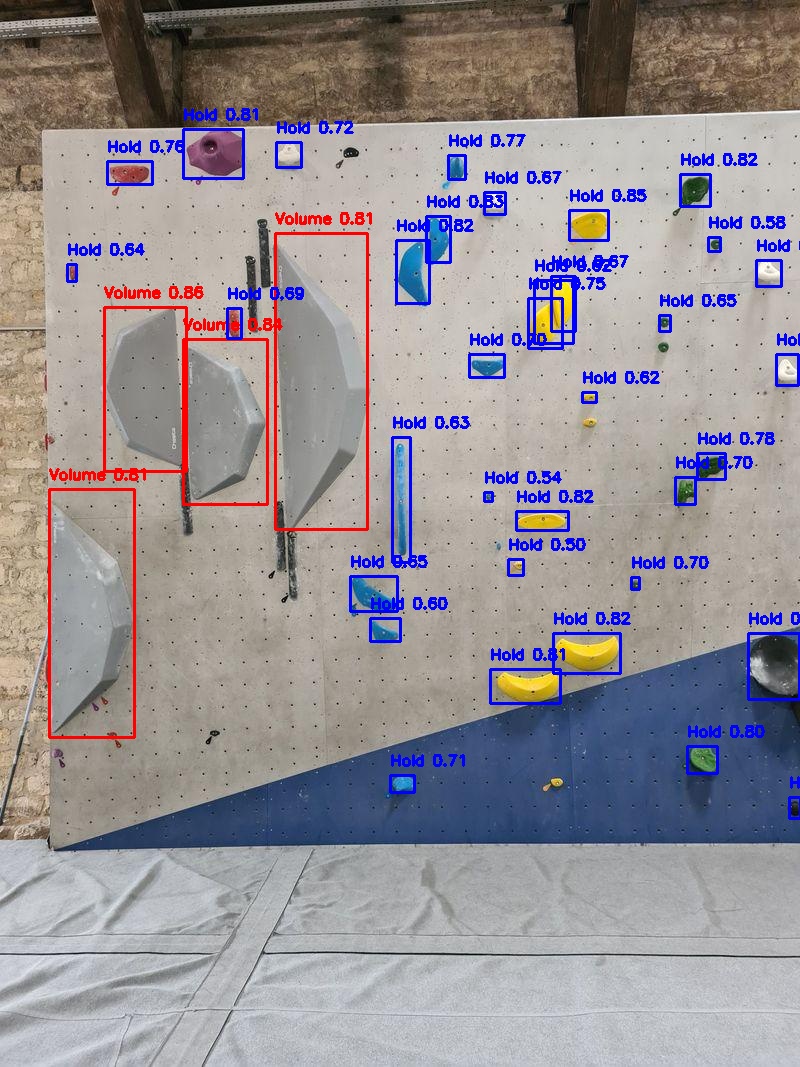 Hold 0.81
Hold 0.72
Hold 0.76
Hold 0.77
Hold 0.82
Hold 0.67
Hold 0.85
Hold 0.83
Volume 0.81
Hold 0.82
Hold 0.58
Hold
Hold 0.64
Hold 0.67
Hold 0.75
Volume 0.86
Hold 0.69
Hold 0.65
Volume 0.84
Hold 0.70
Hold 0.62
Hold 0.63
Hold 0.78
Hold 0.70
Volume 0.81
Hold 0.54
Hold 0.82
Hold 0.50
Hold 0.65
Hold 0.70
Hold 0.60
Hold 0.82
Hold 0.81
Hold 0.80
Hold 0.71